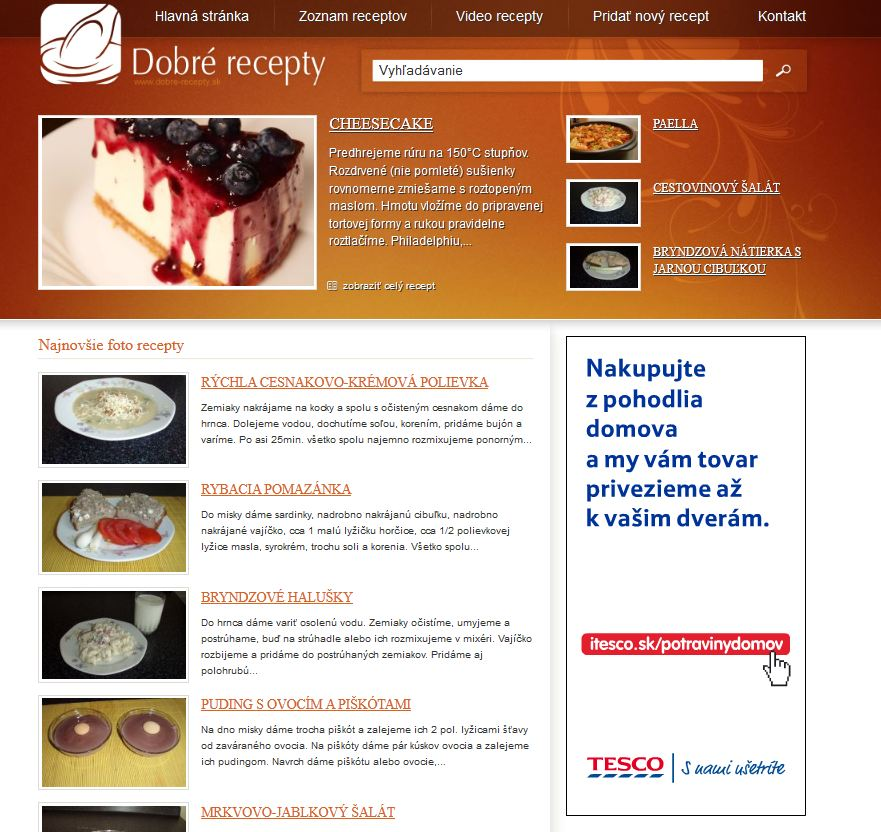 Hlavná stránka
Zoznam receptov
Video recepty
Pridať nový recept
Kontakt
Dobré recepty
www.dobre-recepty.sk
Vyhľadávanie
CHEESECAKE
Predhrejeme rúru na 150°C stupňov.
Rozdrvené (nie pomleté) sušienky
rovnomerne zmiešame s roztopeným
maslom. Hmotu vložíme do pripravenej
tortovej formy a rukou pravidelne
roztlačíme. Philadelphiu,...
zobraziť celý recept
PAELLA
CESTOVINOVÝ ŠALÁT
BRYNDZOVÁ NÁTIERKA S
JARNOU CIBUĽKOU
Najnovšie foto recepty
RÝCHLA CESNAKOVO-KRÉMOVÁ POLIEVKA
Zemiaky nakrájame na kocky a spolu s očisteným cesnakom dáme do
hrnca. Dolejeme vodou, dochutíme soľou, korením, pridáme bujón a
varíme. Po asi 25min. všetko spolu najemno rozmixujeme ponorným...
RYBACIA POMAZÁNKA
Do misky dáme sardinky, nadrobno nakrájanú cibuľku, nadrobno
nakrájané vajíčko, cca 1 malú lyžičku horčice, cca 1/2 polievkovej
lyžice masla, syrokrém, trochu soli a korenia. Všetko spolu...
BRYNDZOVÉ HALUŠKY
Do hrnca dáme variť osolenú vodu. Zemiaky očistíme, umyjeme a
postrúhame, buď na strúhadle alebo ich rozmixujeme v mixéri. Vajíčko
rozbijeme a pridáme do postrúhaných zemiakov. Pridáme aj
polohrubú...
PUDING S OVOCÍM A PIŠKÓTAMI
Na dno misky dáme trocha piškót a zalejeme ich 2 pol. lyžicami šťavy
od zaváraného ovocia. Na piškóty dáme pár kúskov ovocia a zalejeme
ich pudingom. Navrch dáme piškótu alebo ovocie,...
MRKVOVO-JABLKOVÝ ŠALÁT
Nakupujte
z pohodlia
domova
a my vám tovar
privezieme až
k vašim dverám.
itesco.sk/potravinydomov
TESCO
S nami ušetríte